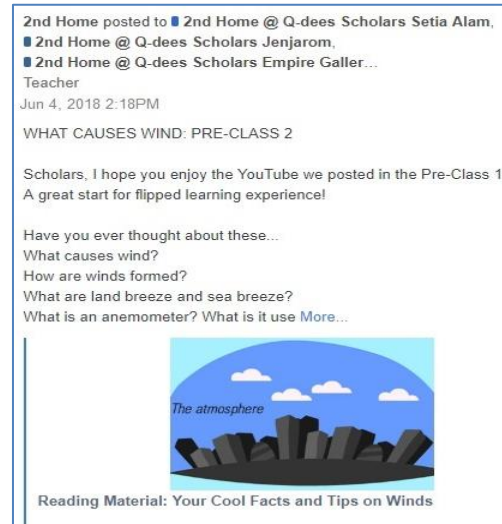 2nd Home posted to 2nd Home @ Q-dees Scholars Setia Alam,
2nd Home @ Q-dees Scholars Jenjarom,
2nd Home @ Q-dees Scholars Empire Galler...
Teacher
Jun 4, 2018 2:18PM
WHAT CAUSES WIND: PRE-CLASS 2
Scholars, I hope you enjoy the YouTube we posted in the Pre-Class 1
A great start for flipped learning experience!
Have you ever thought about these...
What causes wind?
How are winds formed?
What are land breeze and sea breeze?
What is an anemometer? What is it use More...
The atmosphere
Reading Material: Your Cool Facts and Tips on Winds